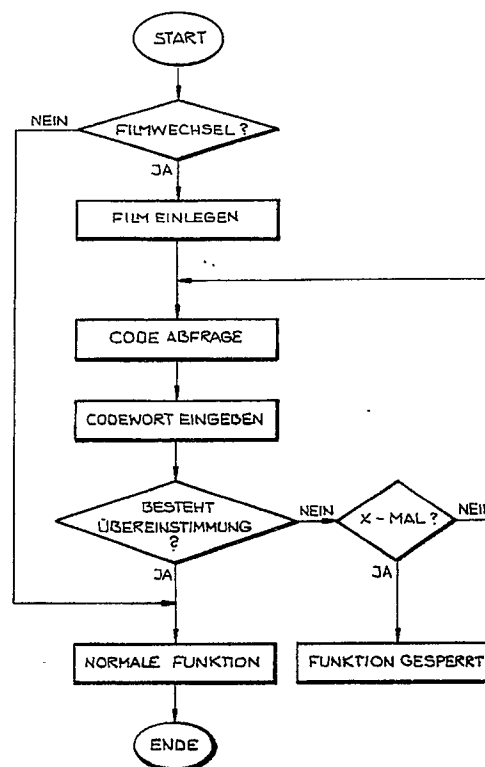 START
NEIN
FILMWECHSEL?
JA
FILM EINLEGEN
CODE ABFRAGE
CODEWORT EINGEBEN
BESTEHT
ÜBEREINSTIMMUNG
?
NEIN
X-MAL?
NEIN
JA
JA
NORMALE FUNKTION
FUNKTION GESPERRT
ENDE